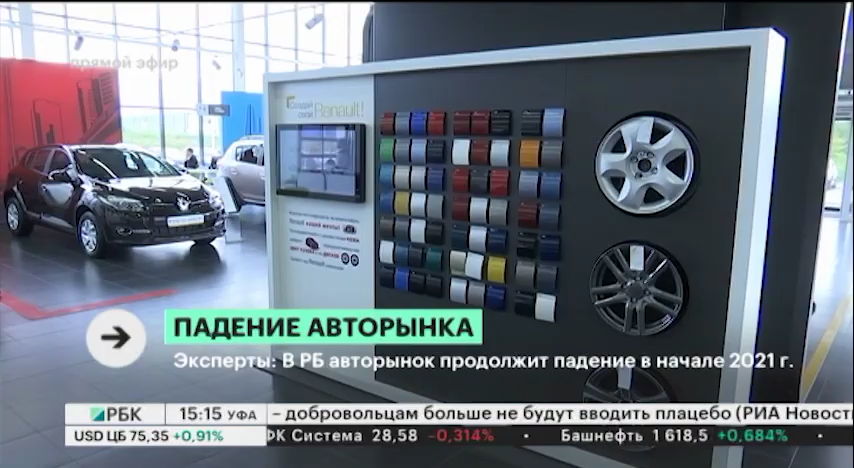 прямой эфир
Создай
свой Renault!
ПАДЕНИЕ АВТОРЫНКА
Эксперты: В РБ авторынок продолжит падение в начале 2021 г.
РБК 15:15 УФА – добровольцам больше не будут вводить плацебо (РИА Новост
USD ЦБ 75,35 +0,91% ФК Система 28,58 -0,314% • Башнефть 1 618,5 +0,684%